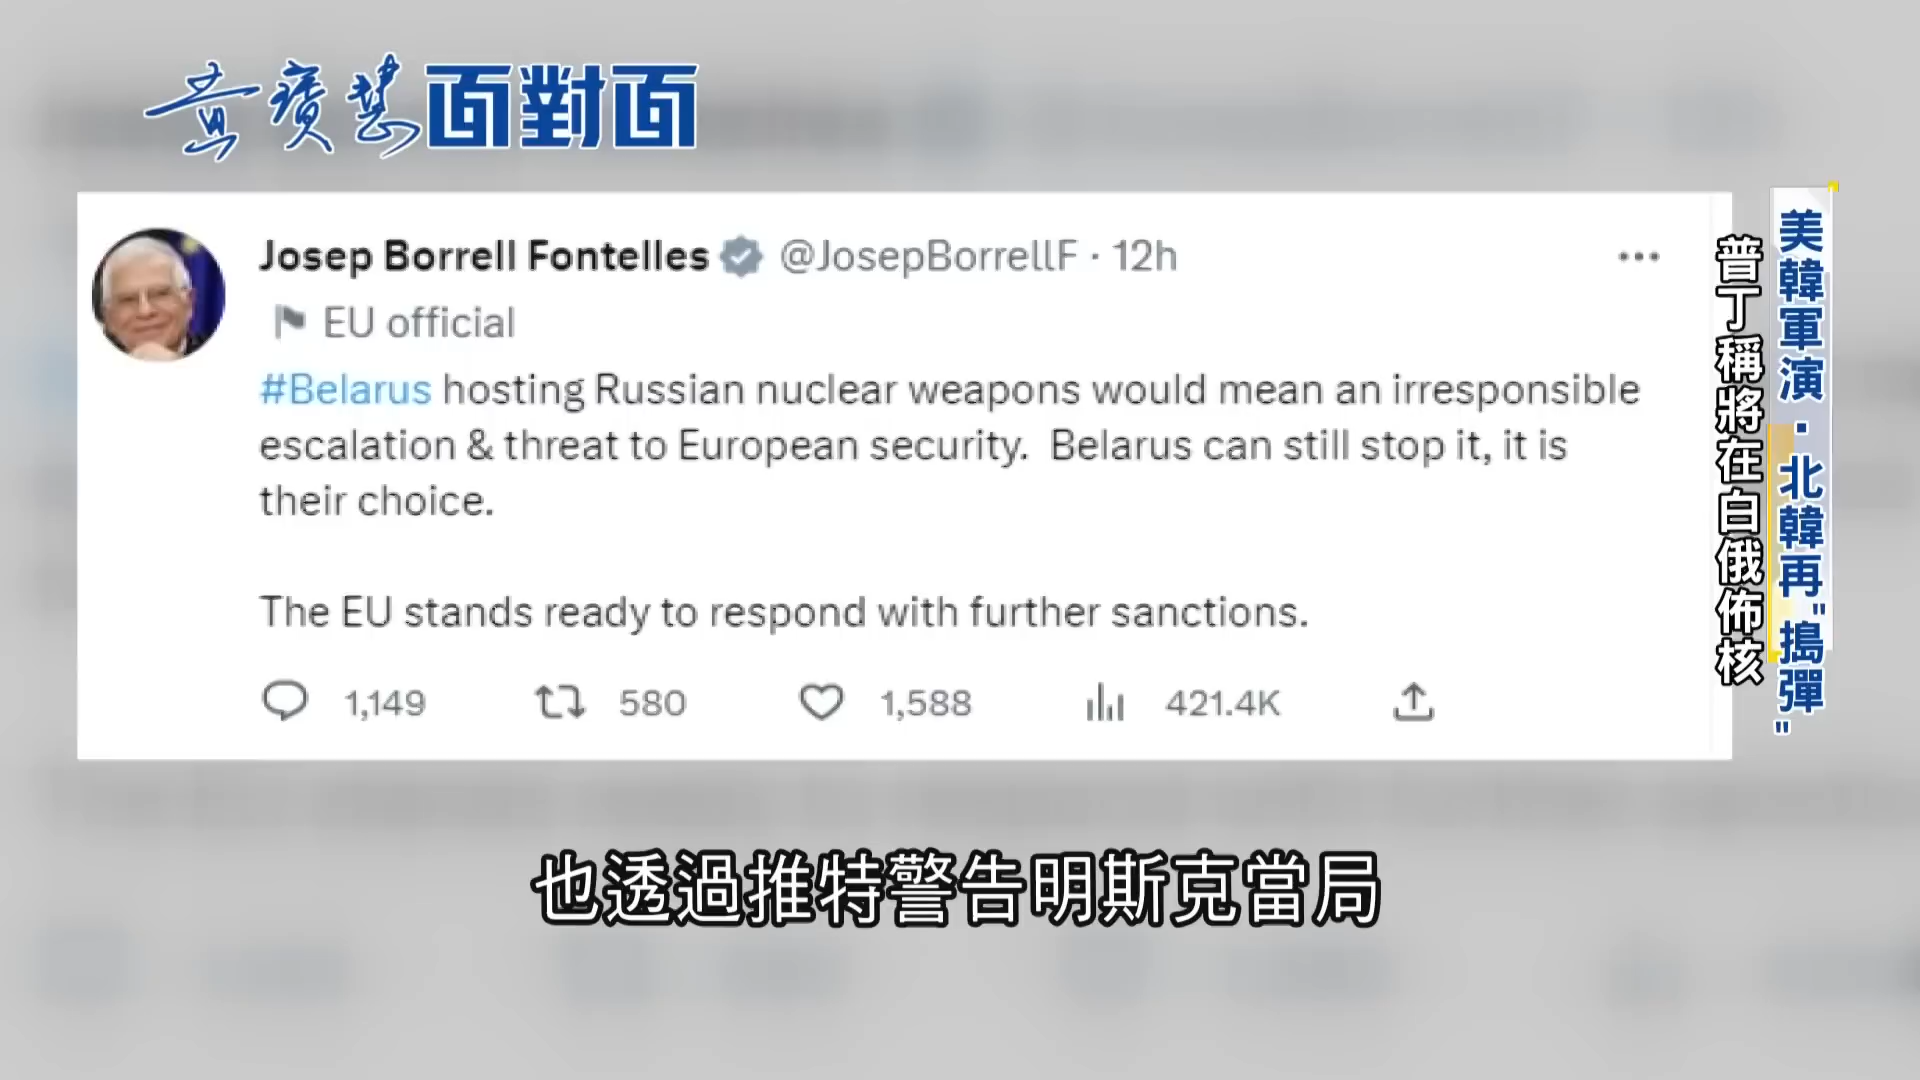 黃寶慧面對面
Josep Borrell Fontelles @JosepBorrellF · 12h
EU official
#Belarus hosting Russian nuclear weapons would mean an irresponsible
escalation & threat to European security.  Belarus can still stop it, it is
their choice.
The EU stands ready to respond with further sanctions.
1,149 580 1,588 421.4K
美韓軍演·北韓再"搗彈"
普丁稱將在白俄佈核
也透過推特警告明斯克當局